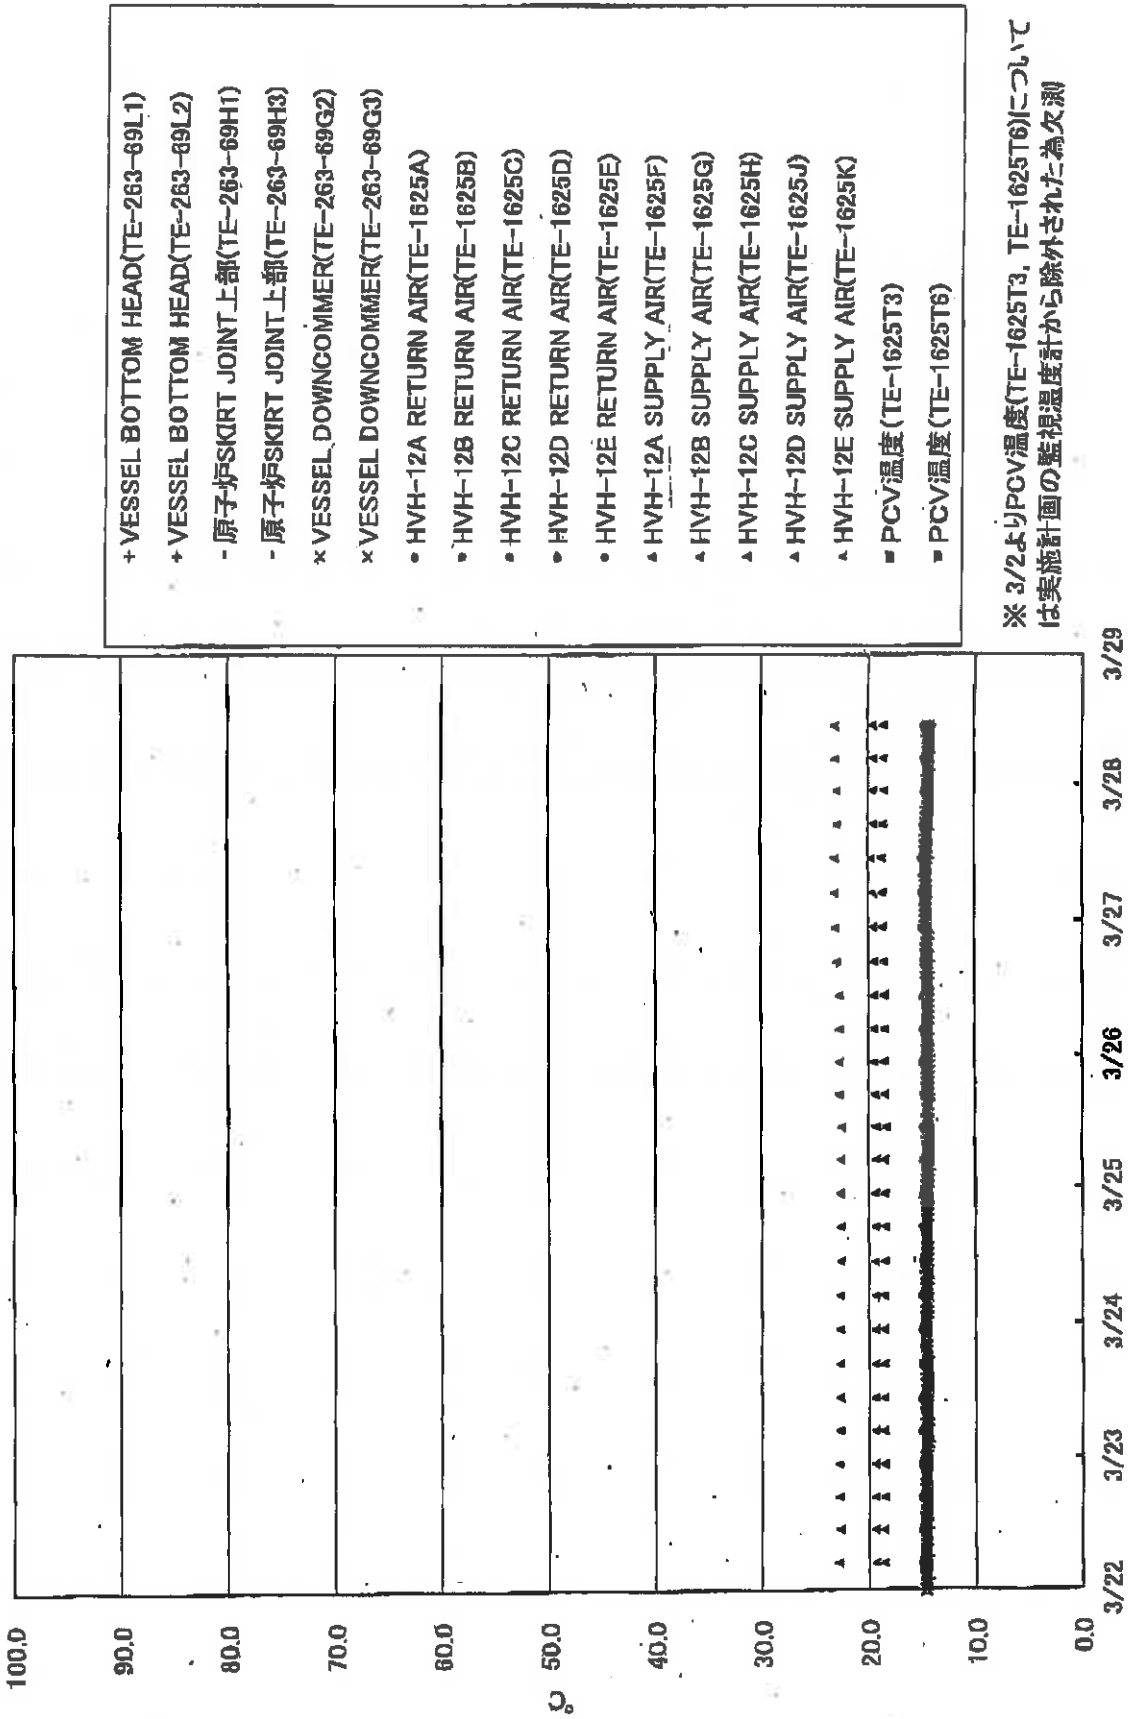 100.0
90.0
80.0
70.0
60.0
50.0
40.0
30.0
20.0
10.0
0.0
℃
3/22
3/23
3/24
3/25
3/26
3/27
3/28
3/29
+ VESSEL BOTTOM HEAD(TE-263-69L1)
+ VESSEL BOTTOM HEAD(TE-263-69L2)
- 原子炉SKIRT JOINT上部(TE-263-69H1)
- 原子炉SKIRT JOINT上部(TE-263-69H3)
× VESSEL DOWNCOMMER(TE-263-69G2)
× VESSEL DOWNCOMMER(TE-263-69G3)
● HVH-12A RETURN AIR(TE-1625A)
● HVH-12B RETURN AIR(TE-1625B)
● HVH-12C RETURN AIR(TE-1625C)
● HVH-12D RETURN AIR(TE-1625D)
● HVH-12E RETURN AIR(TE-1625E)
▲ HVH-12A SUPPLY AIR(TE-1625F)
▲ HVH-12B SUPPLY AIR(TE-1625G)
▲ HVH-12C SUPPLY AIR(TE-1625H)
▲ HVH-12D SUPPLY AIR(TE-1625J)
▲ HVH-12E SUPPLY AIR(TE-1625K)
■ PCV温度(TE-1625T3)
■ PCV温度(TE-1625T6)
※ 3/2よりPCV温度(TE-1625T3, TE-1625T6)について
は実施計画の監視温度計から除外された為欠測